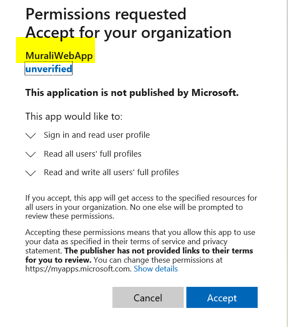 Permissions requested
Accept for your organization
MuraliWebApp
unverified
This application is not published by Microsoft.
This app would like to:
Sign in and read user profile
Read all users' full profiles
Read and write all users' full profiles
If you accept, this app will get access to the specified resources for
all users in your organization. No one else will be prompted to
review these permissions.
Accepting these permissions means that you allow this app to use
your data as specified in their terms of service and privacy
statement. The publisher has not provided links to their terms
for you to review. You can change these permissions at
https://myapps.microsoft.com. Show details
Cancel Accept